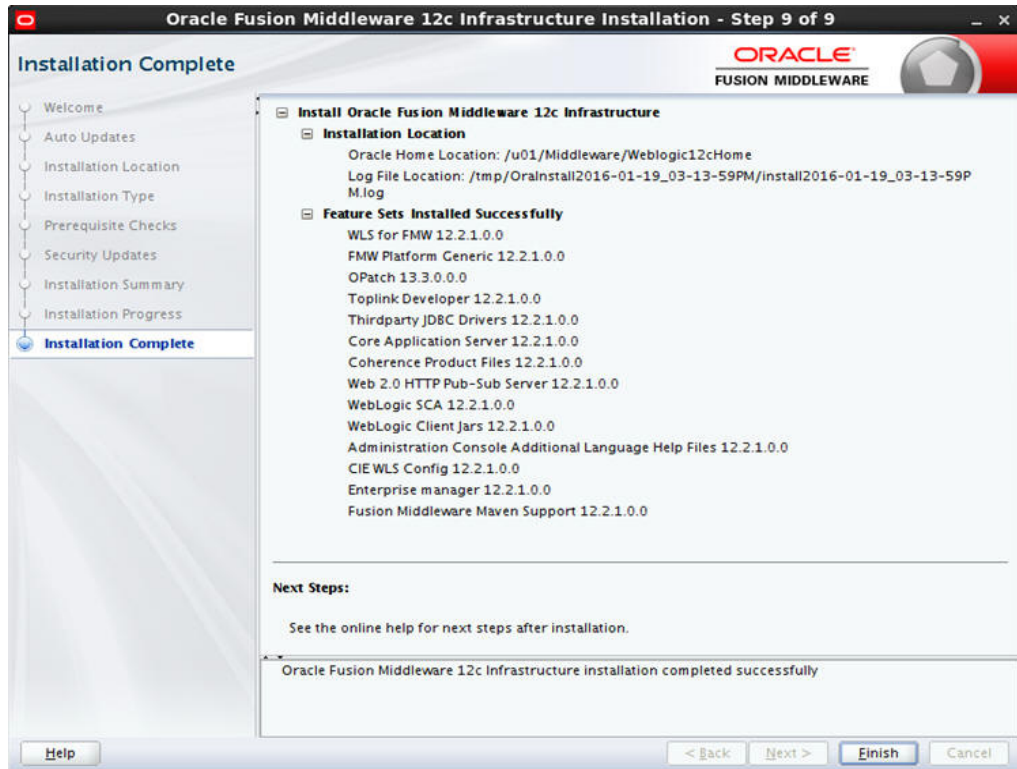 Oracle Fusion Middleware 12c Infrastructure Installation - Step 9 of 9
Installation Complete
ORACLE
FUSION MIDDLEWARE
Welcome
Auto Updates
Installation Location
Installation Type
Prerequisite Checks
Security Updates
Installation Summary
Installation Progress
Installation Complete
Install Oracle Fusion Middleware 12c Infrastructure
Installation Location
Oracle Home Location: /u01/Middleware/Weblogic12cHome
Log File Location: /tmp/OraInstall2016-01-19_03-13-59PM/install2016-01-19_03-13-59P
M.log
Feature Sets Installed Successfully
WLS for FMW 12.2.1.0.0
FMW Platform Generic 12.2.1.0.0
OPatch 13.3.0.0.0
Toplink Developer 12.2.1.0.0
Thirdparty JDBC Drivers 12.2.1.0.0
Core Application Server 12.2.1.0.0
Coherence Product Files 12.2.1.0.0
Web 2.0 HTTP Pub-Sub Server 12.2.1.0.0
WebLogic SCA 12.2.1.0.0
WebLogic Client Jars 12.2.1.0.0
Administration Console Additional Language Help Files 12.2.1.0.0
CIE WLS Config 12.2.1.0.0
Enterprise manager 12.2.1.0.0
Fusion Middleware Maven Support 12.2.1.0.0
Next Steps:
See the online help for next steps after installation.
Oracle Fusion Middleware 12c Infrastructure installation completed successfully
Help
< Back
Next >
Finish
Cancel